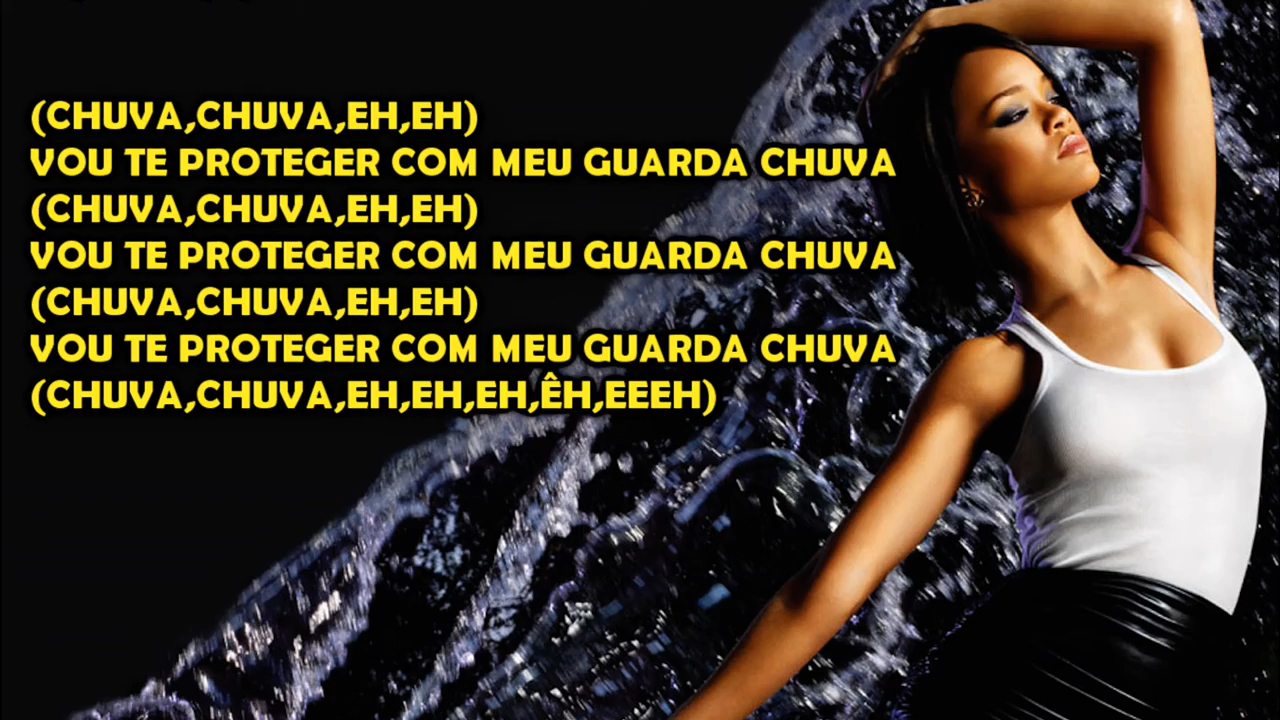 (CHUVA,CHUVA,EH,EH)
VOU TE PROTEGER COM MEU GUARDA CHUVA
(CHUVA,CHUVA,EH,EH)
VOU TE PROTEGER COM MEU GUARDA CHUVA
(CHUVA,CHUVA,EH,EH)
VOU TE PROTEGER COM MEU GUARDA CHUVA
(CHUVA,CHUVA,EH,EH,EH,ÊH,EEEH)